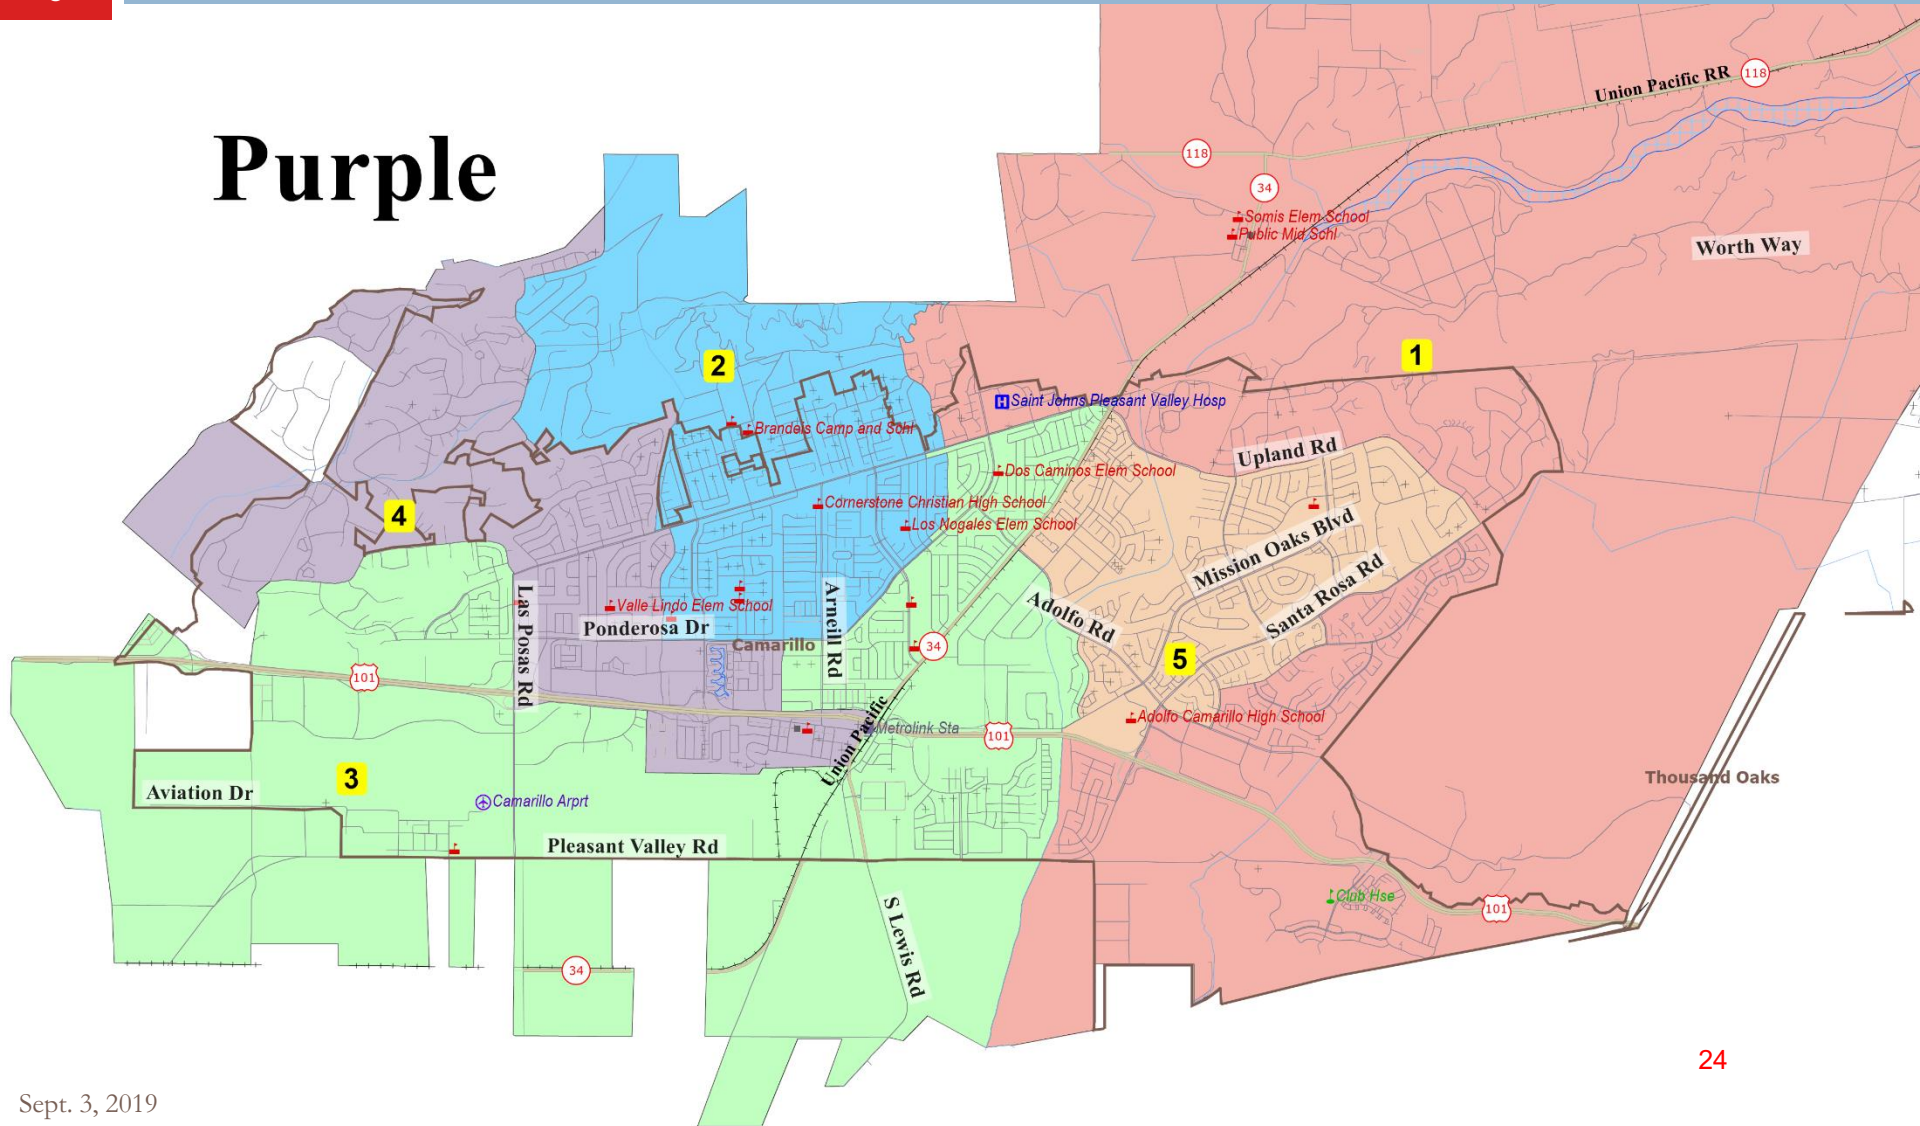 Purple
Union Pacific RR
118
118
34
Somis Elem School
Public Mid Schl
Worth Way
2
1
Saint Johns Pleasant Valley Hosp
Brandeis Camp and Schl
Upland Rd
Dos Caminos Elem School
4
Cornerstone Christian High School
Los Nogales Elem School
Mission Oaks Blvd
Santa Rosa Rd
Adolfo Rd
Las Posas Rd
Valle Lindo Elem School
Ponderosa Dr
Arneill Rd
Camarillo
34
5
101
Adolfo Camarillo High School
Metrolink Sta
101
Union Pacific
Thousand Oaks
3
Aviation Dr
Camarillo Arprt
Pleasant Valley Rd
S Lewis Rd
Club Hse
101
34
24
Sept. 3, 2019